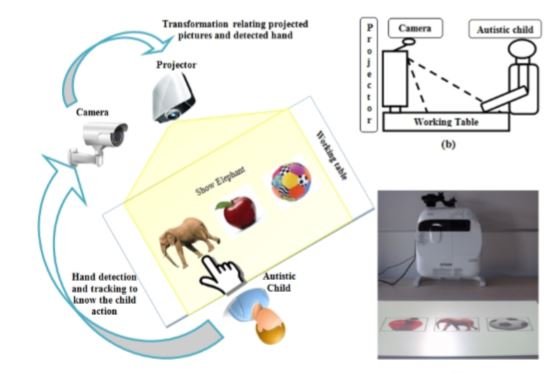 Transformation relating projected
pictures and detected hand
Projector
Camera
Show Elephant
Working table
Hand detection
and tracking to
know the child
action
Autistic
Child
Projector
Camera
Autistic child
Working Table
(b)